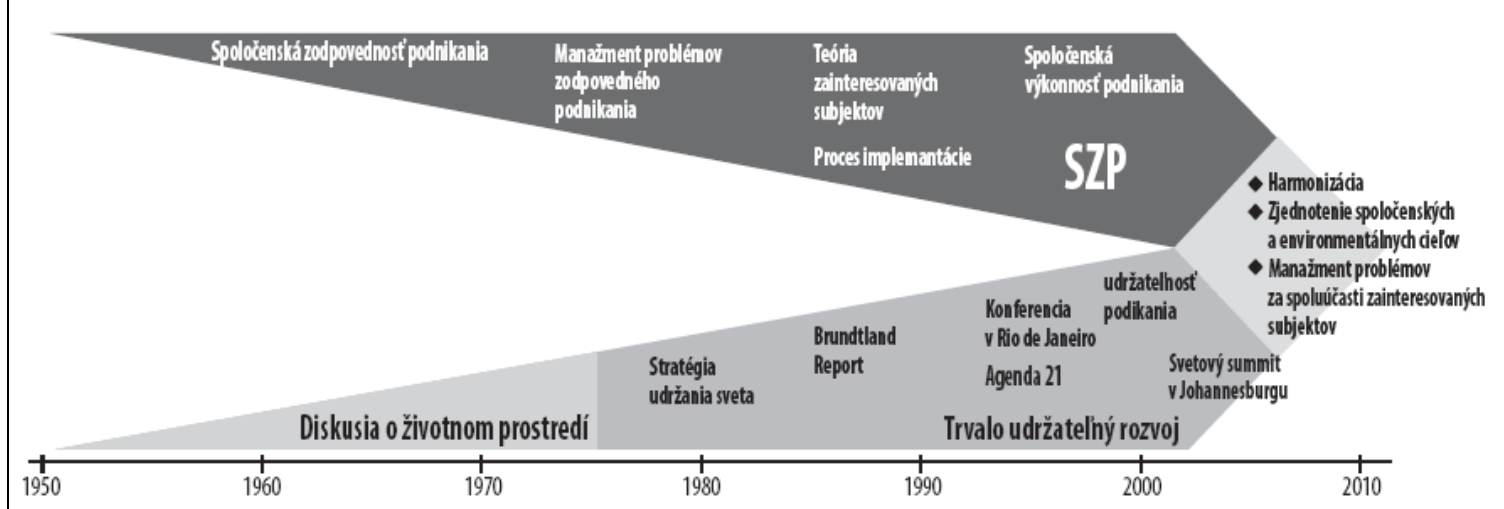 Spoločenská zodpovednosť podnikania
Manažment problémov
zodpovedného
podnikania
Teória
zainteresovaných
subjektov
Proces implemantácie
Spoločenská
výkonnosť podnikania
SZP
◆ Harmonizácia
◆ Zjednotenie spoločenských
a environmentálnych cieľov
◆ Manažment problémov
za spoluúčasti zainteresovaných
subjektov
Stratégia
udržania sveta
Brundtland
Report
Konferencia
v Rio de Janeiro
Agenda 21
udržateľnosť
podikania
Svetový summit
v Johannesburgu
Diskusia o životnom prostredí
Trvalo udržateľný rozvoj
1950 1960 1970 1980 1990 2000 2010